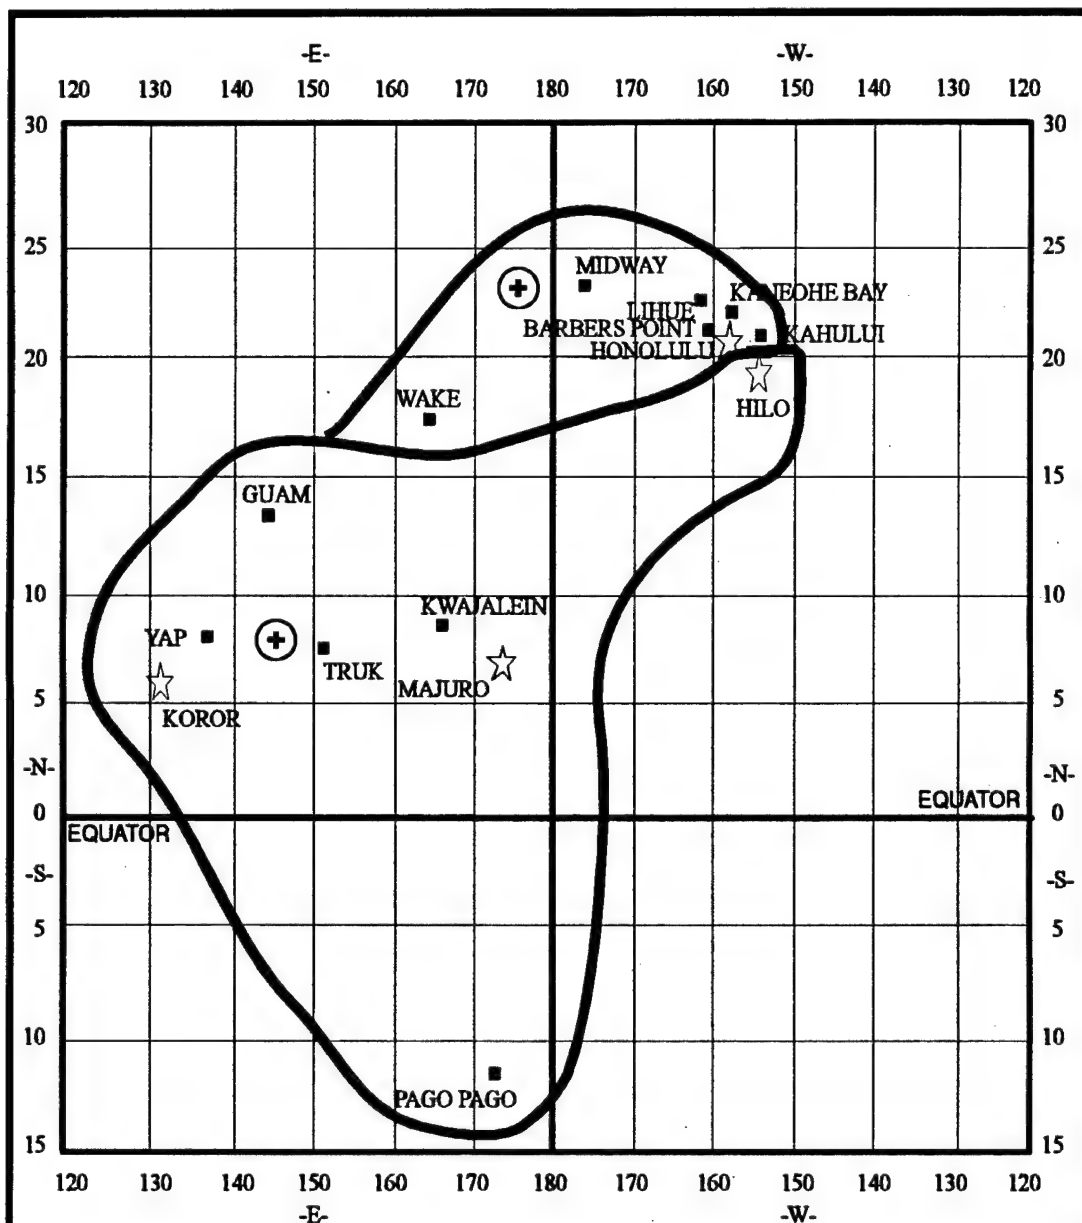 -E- -W-
120 130 140 150 160 170 180 170 160 150 140 130 120
30 30
25 25
MIDWAY
KANEOHE BAY
LIHUE
BARBERS POINT KAHULUI
HONOLULU
20 20
WAKE HILO
15 15
GUAM
10 10
KWAJALEIN
YAP
TRUK
MAJURO
5 5
KOROR
-N- -N-
EQUATOR
0 0
EQUATOR
-S- -S-
5 5
10 10
PAGO PAGO
15 15
120 130 140 150 160 170 180 170 160 150 140 130 120
-E- -W-